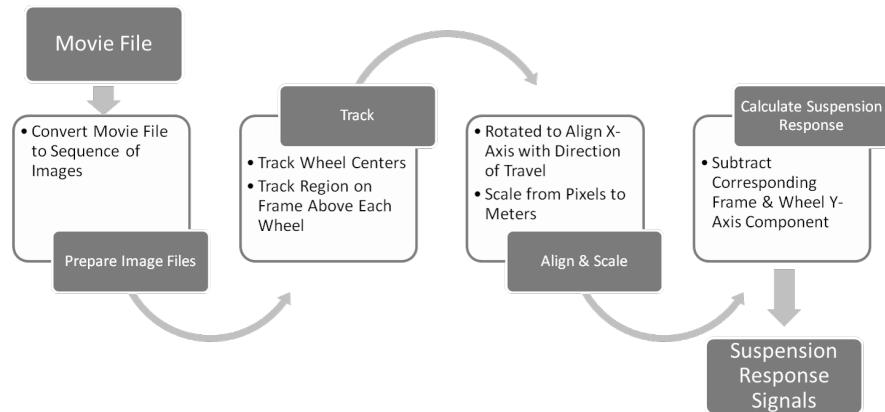 Movie File
• Convert Movie File
to Sequence of
Images
Prepare Image Files
Track
• Track Wheel Centers
• Track Region on
Frame Above Each
Wheel
• Rotated to Align X-
Axis with Direction
of Travel
• Scale from Pixels to
Meters
Align & Scale
Calculate Suspension
Response
• Subtract
Corresponding
Frame & Wheel Y-
Axis Component
Suspension
Response
Signals